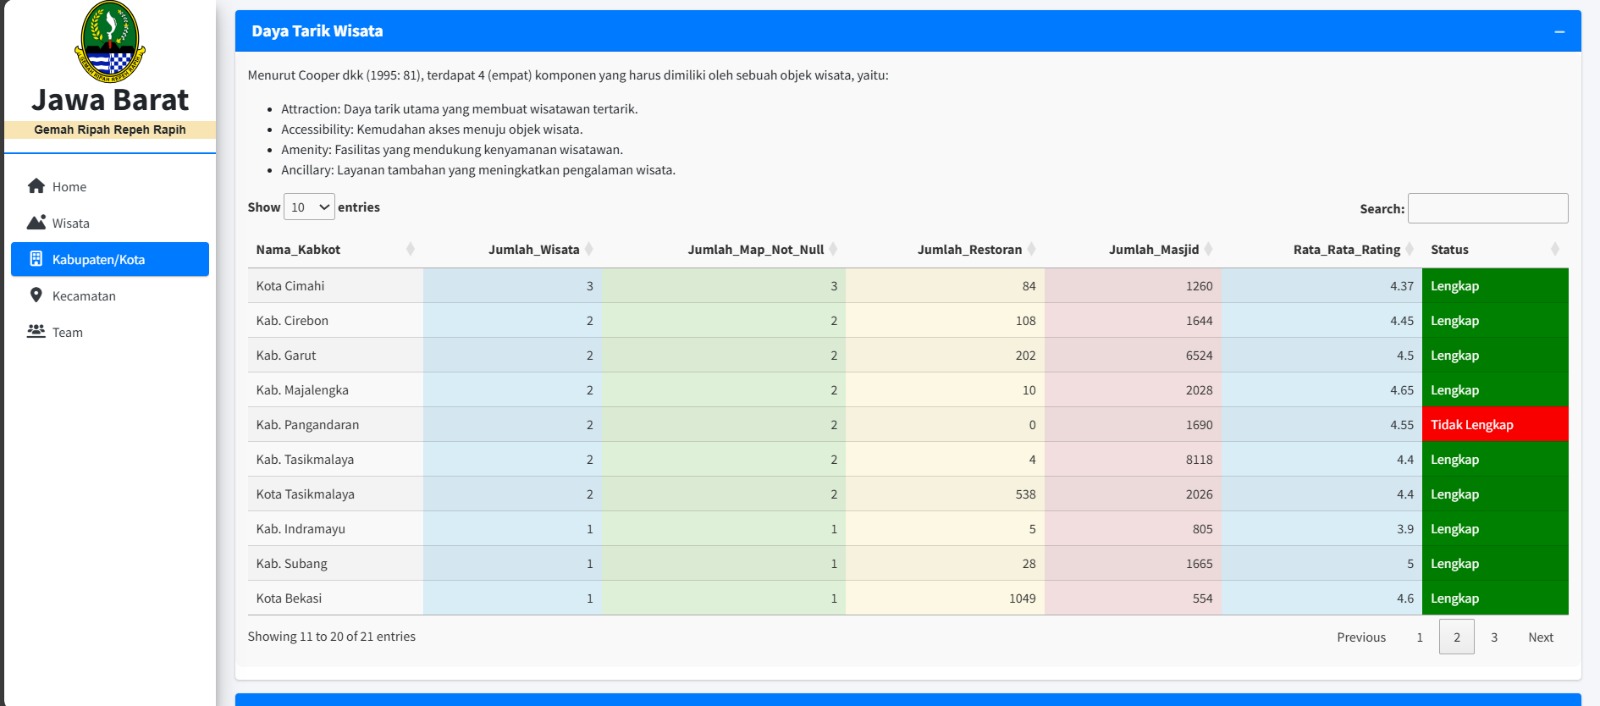 GEMAH RIPAH REPEH RAPIH
Jawa Barat
Gemah Ripah Repeh Rapih
Home
Wisata
Kabupaten/Kota
Kecamatan
Team
Daya Tarik Wisata
Menurut Cooper dkk (1995: 81), terdapat 4 (empat) komponen yang harus dimiliki oleh sebuah objek wisata, yaitu:
• Attraction: Daya tarik utama yang membuat wisatawan tertarik.
• Accessibility: Kemudahan akses menuju objek wisata.
• Amenity: Fasilitas yang mendukung kenyamanan wisatawan.
• Ancillary: Layanan tambahan yang meningkatkan pengalaman wisata.
Show 10 entries Search:
Nama_Kabkot Jumlah_Wisata Jumlah_Map_Not_Null Jumlah_Restoran Jumlah_Masjid Rata_Rata_Rating Status
Kota Cimahi 3 3 84 1260 4.37 Lengkap
Kab. Cirebon 2 2 108 1644 4.45 Lengkap
Kab. Garut 2 2 202 6524 4.5 Lengkap
Kab. Majalengka 2 2 10 2028 4.65 Lengkap
Kab. Pangandaran 2 2 0 1690 4.55 Tidak Lengkap
Kab. Tasikmalaya 2 2 4 8118 4.4 Lengkap
Kota Tasikmalaya 2 2 538 2026 4.4 Lengkap
Kab. Indramayu 1 1 5 805 3.9 Lengkap
Kab. Subang 1 1 28 1665 5 Lengkap
Kota Bekasi 1 1 1049 554 4.6 Lengkap
Showing 11 to 20 of 21 entries Previous 1 2 3 Next